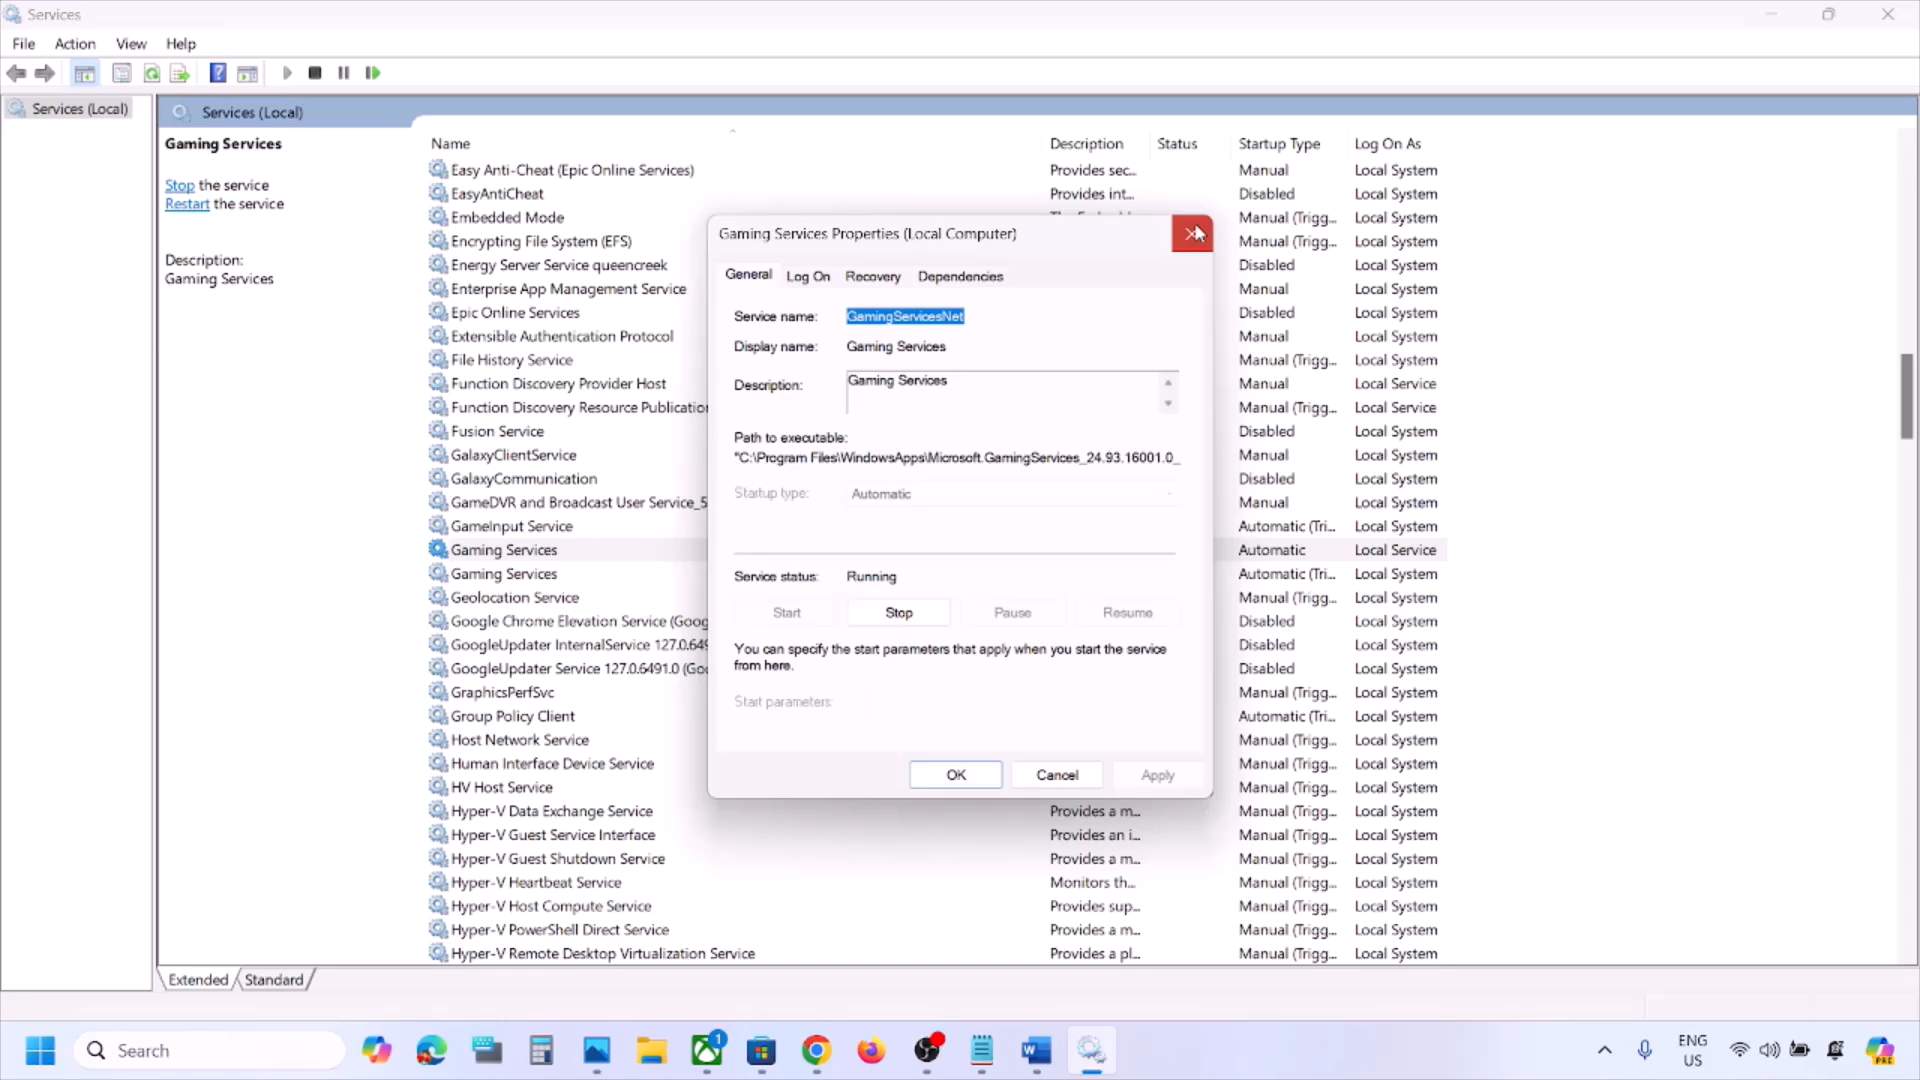 Services
File Action View Help
Services (Local)
Services (Local)
Gaming Services
Stop the service
Restart the service
Description:
Gaming Services
Name Description Status Startup Type Log On As
Easy Anti-Cheat (Epic Online Services) Provides sec... Manual Local System
EasyAntiCheat Provides int... Disabled Local System
Embedded Mode Manual (Trigg... Local System
Encrypting File System (EFS) Manual (Trigg... Local System
Energy Server Service queencreek Disabled Local System
Enterprise App Management Service Manual Local System
Epic Online Services Disabled Local System
Extensible Authentication Protocol Manual Local System
File History Service Manual (Trigg... Local System
Function Discovery Provider Host Manual Local Service
Function Discovery Resource Publication Manual (Trigg... Local Service
Fusion Service Disabled Local System
GalaxyClientService Manual Local System
GalaxyCommunication Disabled Local System
GameDVR and Broadcast User Service_5 Manual Local System
GameInput Service Automatic (Tri... Local System
Gaming Services Automatic Local Service
Gaming Services Automatic (Tri... Local System
Geolocation Service Manual (Trigg... Local System
Google Chrome Elevation Service (Goog Disabled Local System
GoogleUpdater InternalService 127.0.649 Disabled Local System
GoogleUpdater Service 127.0.6491.0 (Goo Disabled Local System
GraphicsPerfSvc Manual (Trigg... Local System
Group Policy Client Automatic (Tri... Local System
Host Network Service Manual (Trigg... Local System
Human Interface Device Service Manual (Trigg... Local System
HV Host Service Manual (Trigg... Local System
Hyper-V Data Exchange Service Provides a m... Manual (Trigg... Local System
Hyper-V Guest Service Interface Provides an i... Manual (Trigg... Local System
Hyper-V Guest Shutdown Service Provides a m... Manual (Trigg... Local System
Hyper-V Heartbeat Service Monitors th... Manual (Trigg... Local System
Hyper-V Host Compute Service Provides sup... Manual (Trigg... Local System
Hyper-V PowerShell Direct Service Provides a m... Manual (Trigg... Local System
Hyper-V Remote Desktop Virtualization Service Provides a pl... Manual (Trigg... Local System
Gaming Services Properties (Local Computer)
General Log On Recovery Dependencies
Service name: GamingServicesNet
Display name: Gaming Services
Description: Gaming Services
Path to executable:
"C:\Program Files\WindowsApps\Microsoft.GamingServices_24.93.16001.0_
Startup type: Automatic
Service status: Running
Start Stop Pause Resume
You can specify the start parameters that apply when you start the service
from here.
Start parameters:
OK Cancel Apply
Extended Standard
Search
1
ENG
US
PRE